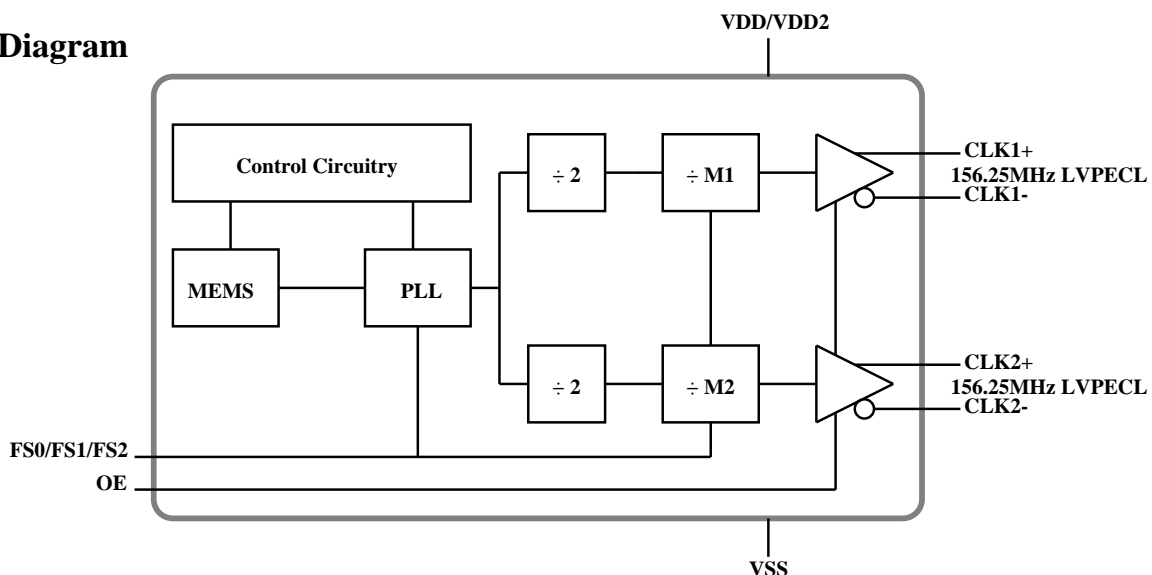 Diagram
VDD/VDD2
Control Circuitry
÷ 2
÷ M1
CLK1+
156.25MHz LVPECL
CLK1-
MEMS
PLL
÷ 2
÷ M2
CLK2+
156.25MHz LVPECL
CLK2-
FS0/FS1/FS2
OE
VSS